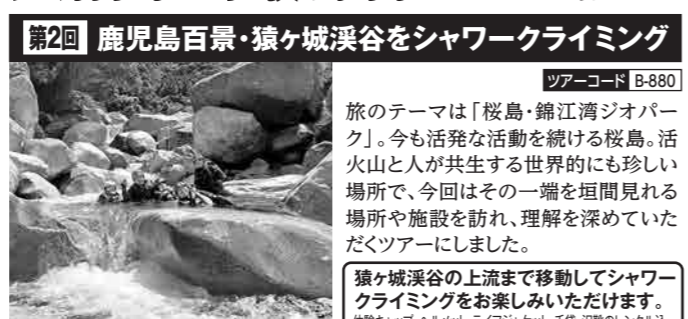 第2回 鹿児島百景・猿ヶ城渓谷をシャワークライミング
ツアーコード B-880
旅のテーマは「桜島・錦江湾ジオパー
ク」。今も活発な活動を続ける桜島。活
火山と人が共生する世界的にも珍しい
場所で、今回はその一端を垣間見れる
場所や施設を訪れ、理解を深めていた
だくツアーにしました。
猿ヶ城渓谷の上流まで移動してシャワー
クライミングをお楽しみいただけます。